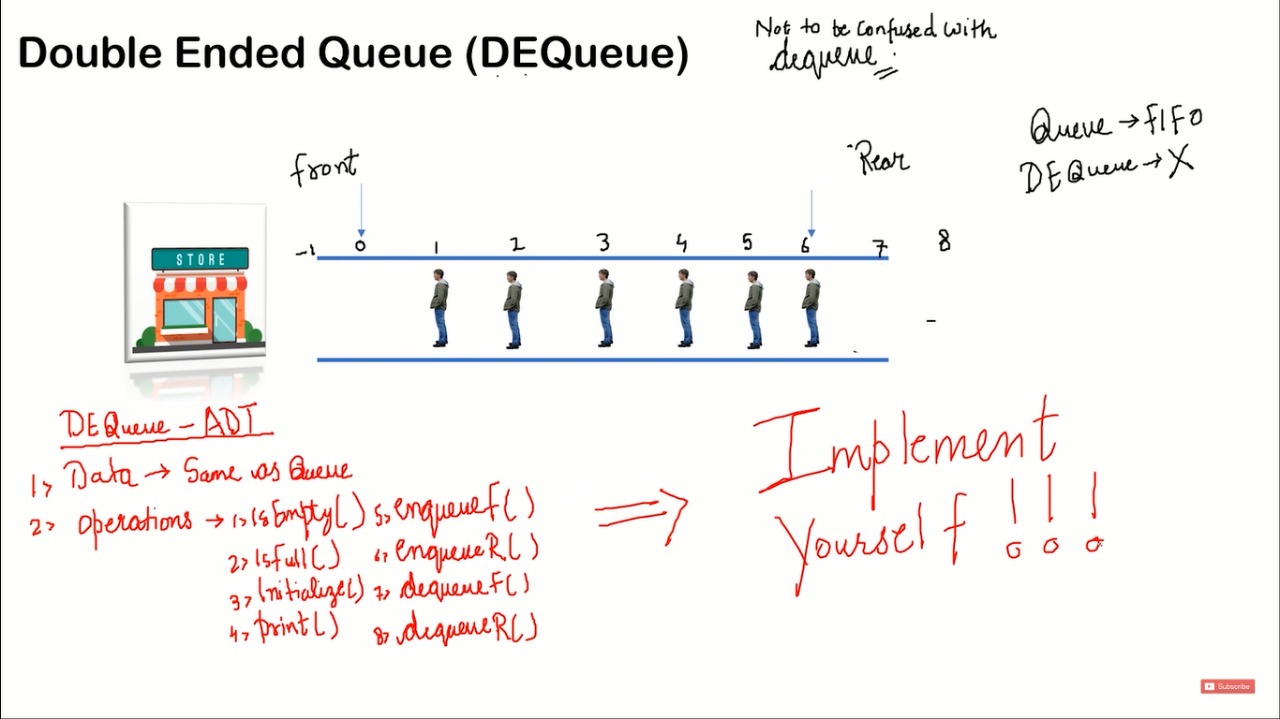 Double Ended Queue (DEQueue)
Not to be confused with
dequeue
Queue → FIFO
DEQueue → X
front
Rear
-1 0 1 2 3 4 5 6 7 8
STORE
DEQueue - ADT
1> Data → Same as Queue
2> operations → 1> isEmpty() 5> enqueueF()
2> isfull() 6> enqueueR()
3> initialize() 7> dequeueF()
4> print() 8> dequeueR()
⇒ Implement
Yourself !!!
Subscribe